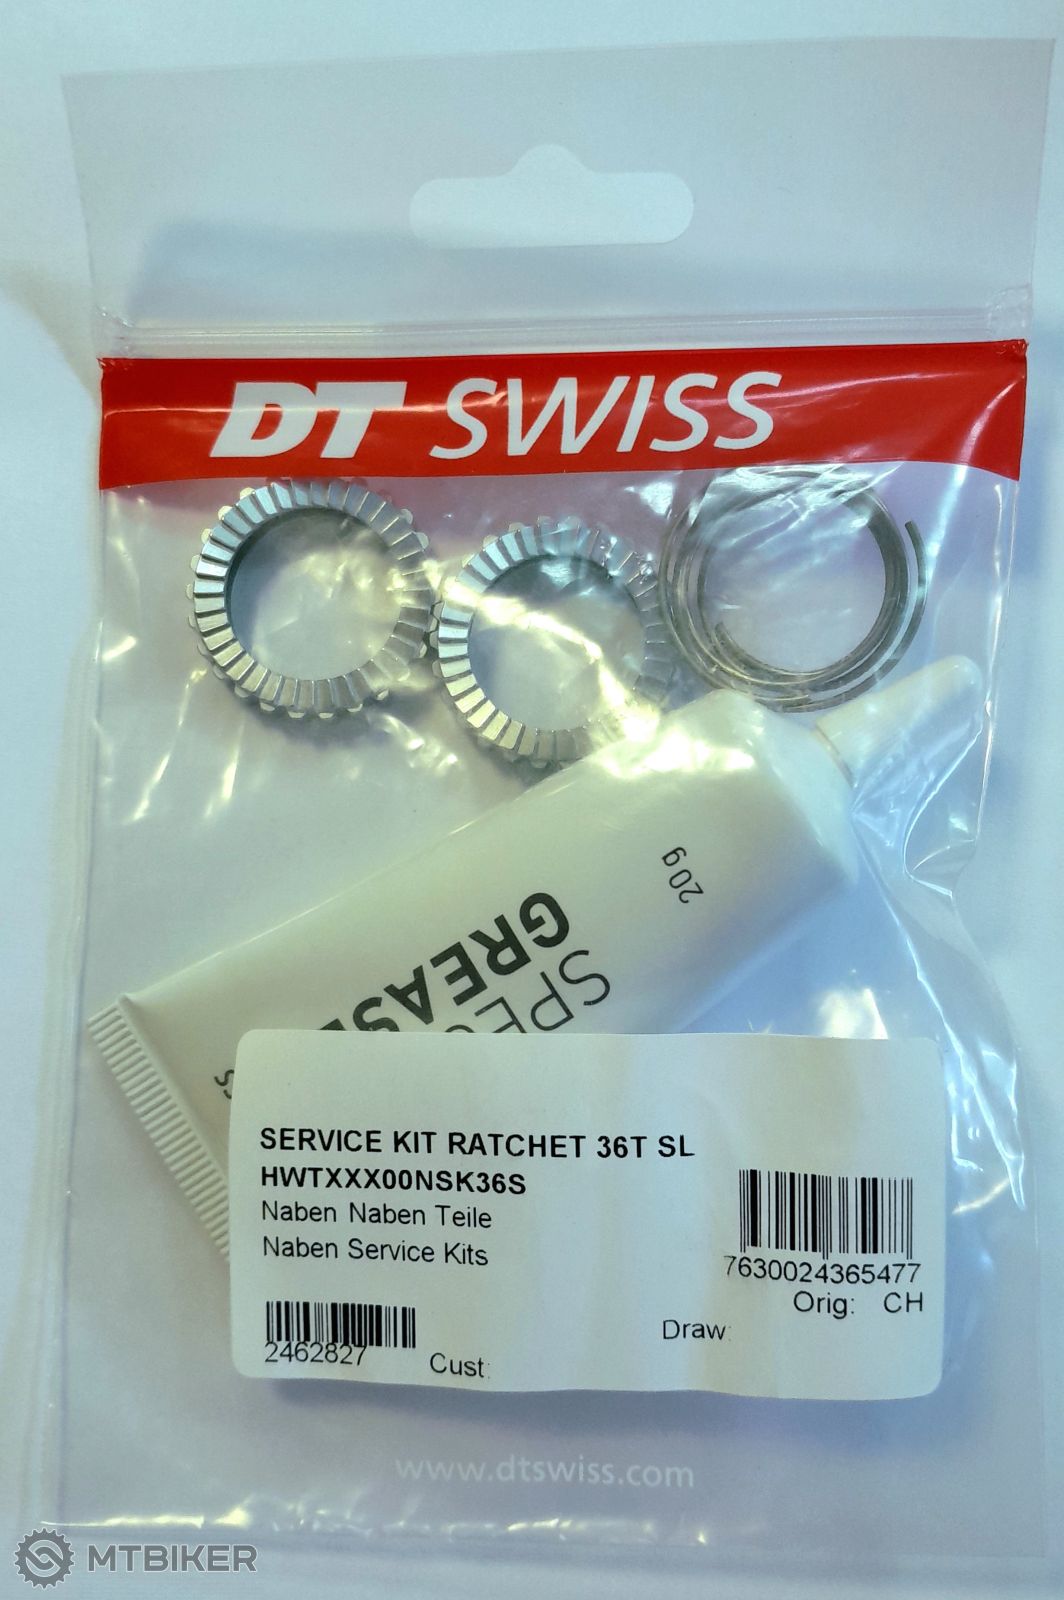 DT SWISS
20g
SPEC
GREASE
SERVICE KIT RATCHET 36T SL
HWTXXX00NSK36S
Naben Naben Teile
Naben Service Kits
7630024365477
Orig: CH
Draw:
2462827
Cust:
www.dtswiss.com
MTBIKER